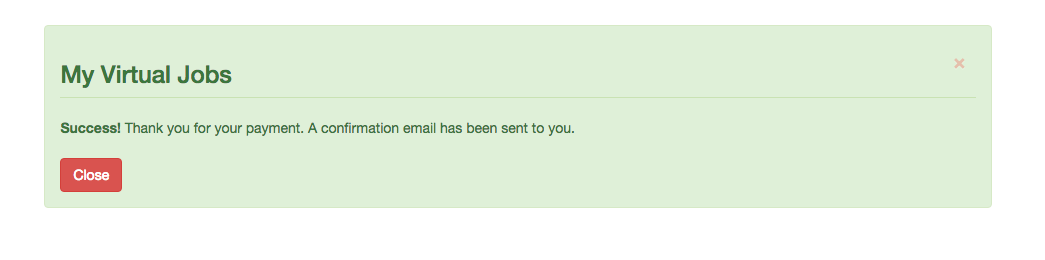 My Virtual Jobs
×
Success! Thank you for your payment. A confirmation email has been sent to you.
Close